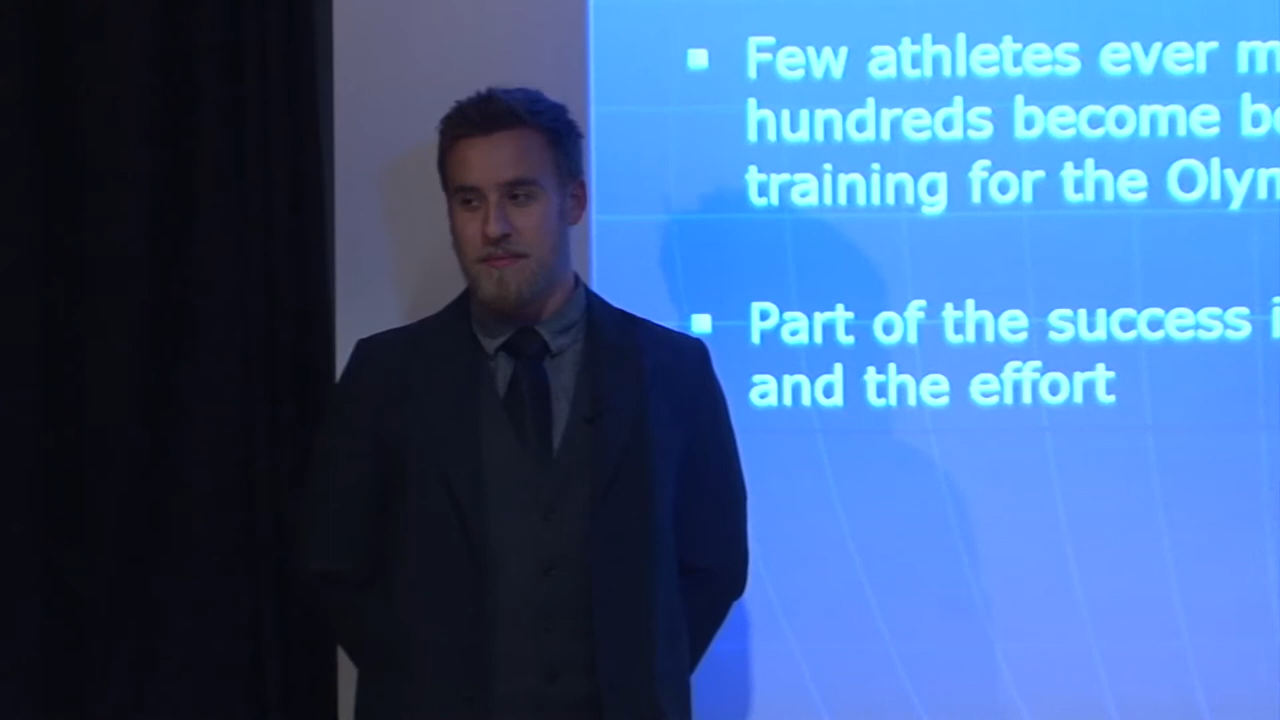 Few athletes ever
hundreds become
training for the
Part of the success
and the effort